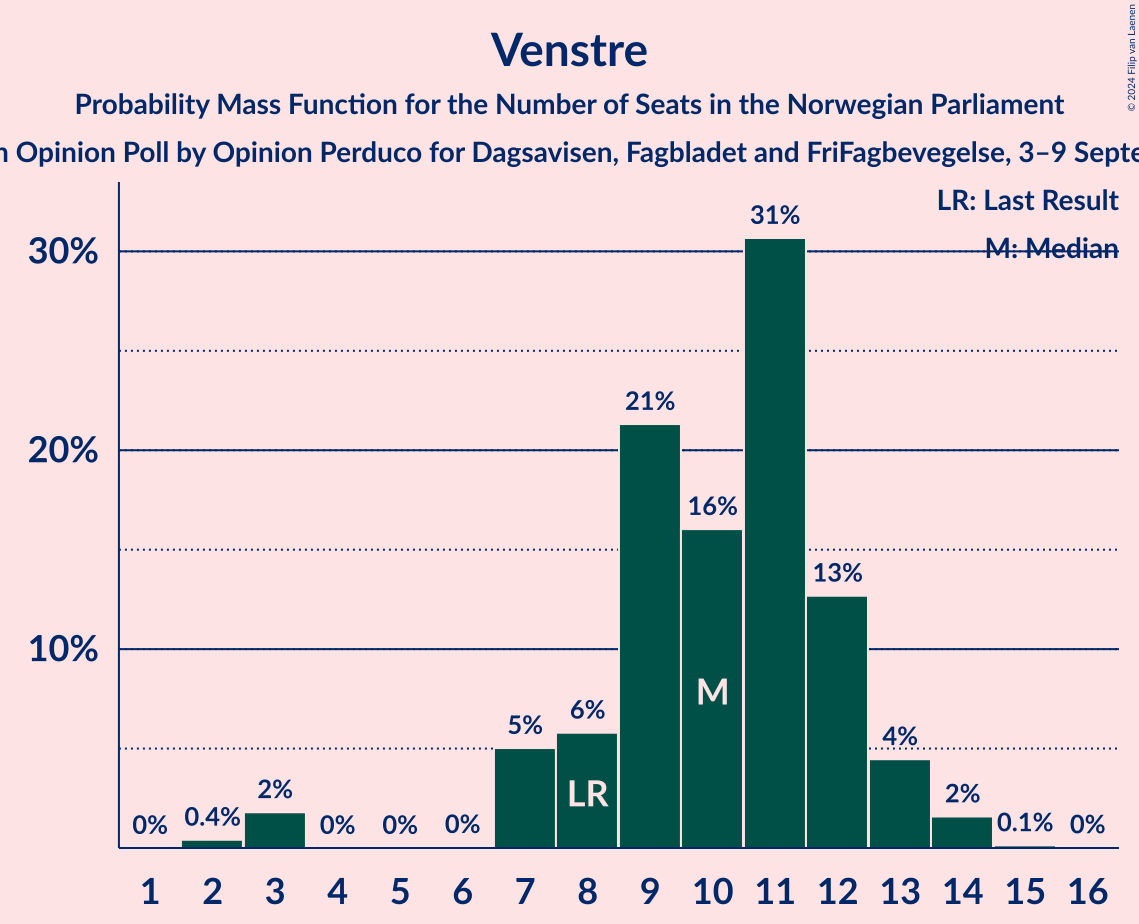 Venstre
Probability Mass Function for the Number of Seats in the Norwegian Parliament
Opinion Poll by Opinion Perduco for Dagsavisen, Fagbladet and FriFagbevegelse, 3–9
© 2024 Filip van Laenen
LR: Last Result
M: Median
30%
20%
10%
0%
0.4%
2%
0%
0%
0%
5%
6%
21%
16%
31%
13%
4%
2%
0.1%
0%
LR
M
1 2 3 4 5 6 7 8 9 10 11 12 13 14 15 16